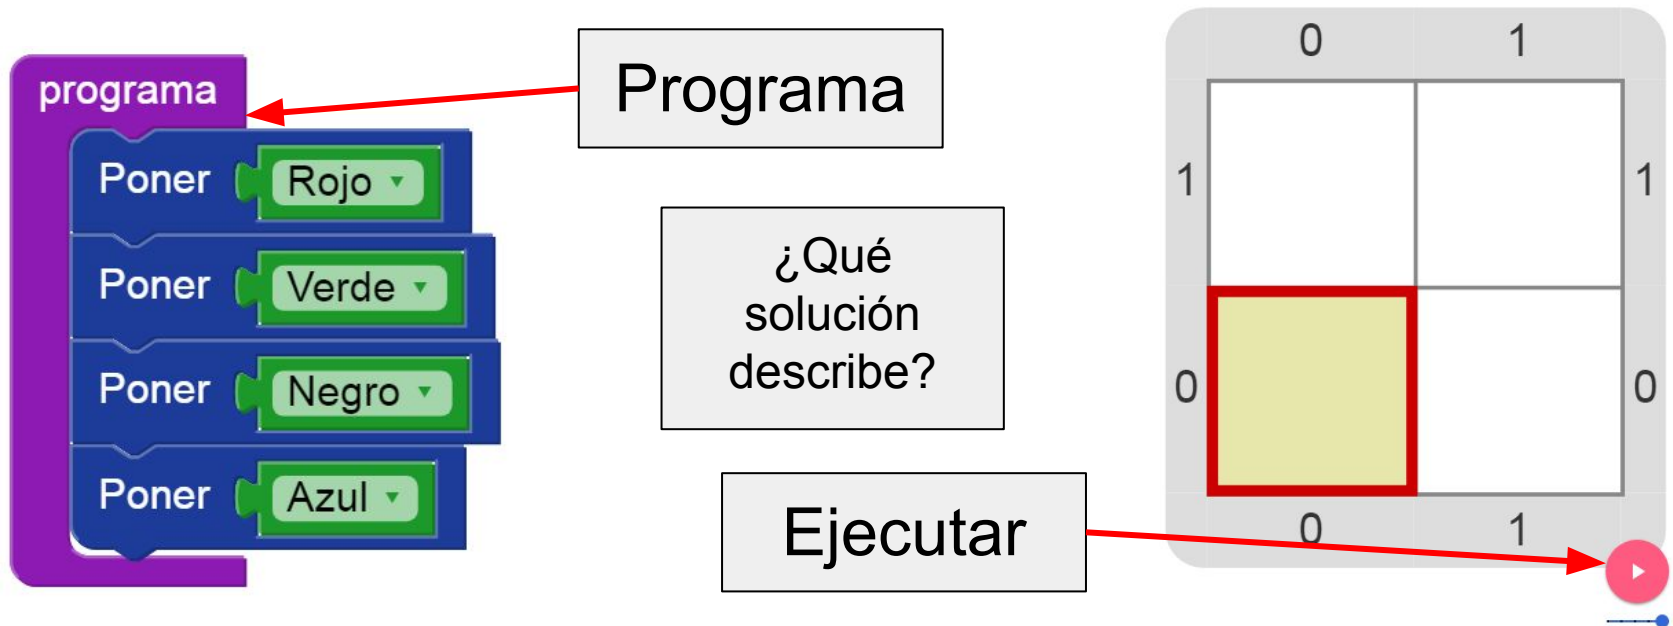 programa
Poner Rojo
Poner Verde
Poner Negro
Poner Azul
Programa
¿Qué
solución
describe?
Ejecutar
0 1
1 1
0 0
0 1